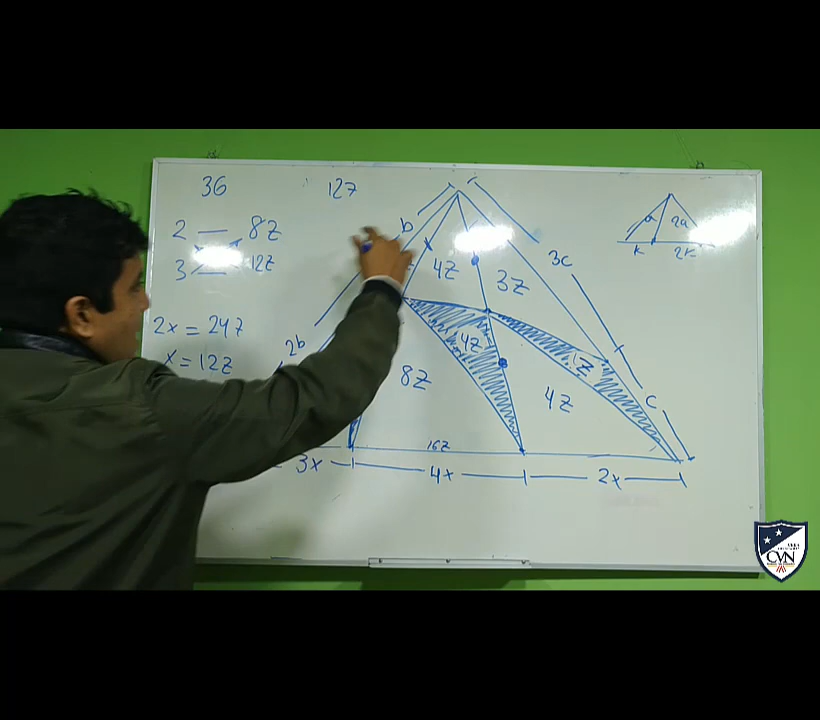 36
12z
2 — 8z
3 — 12z
2x = 24z
x = 12z
b
2b
3c
c
4z
3z
4z
z
8z
4z
16z
3x
4x
2x
a
2a
k
2k
CVN